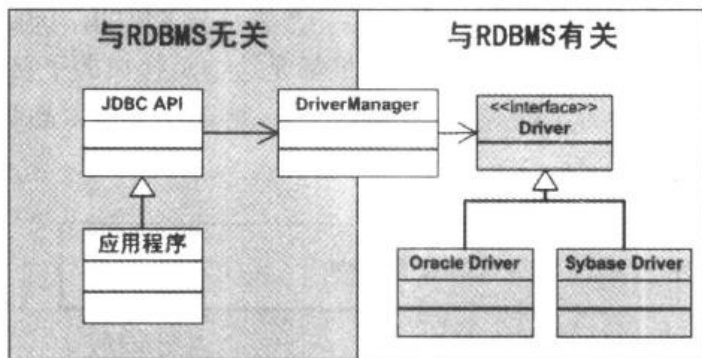 与RDBMS无关
与RDBMS有关
JDBC API
DriverManager
<<interface>>
Driver
应用程序
Oracle Driver
Sybase Driver